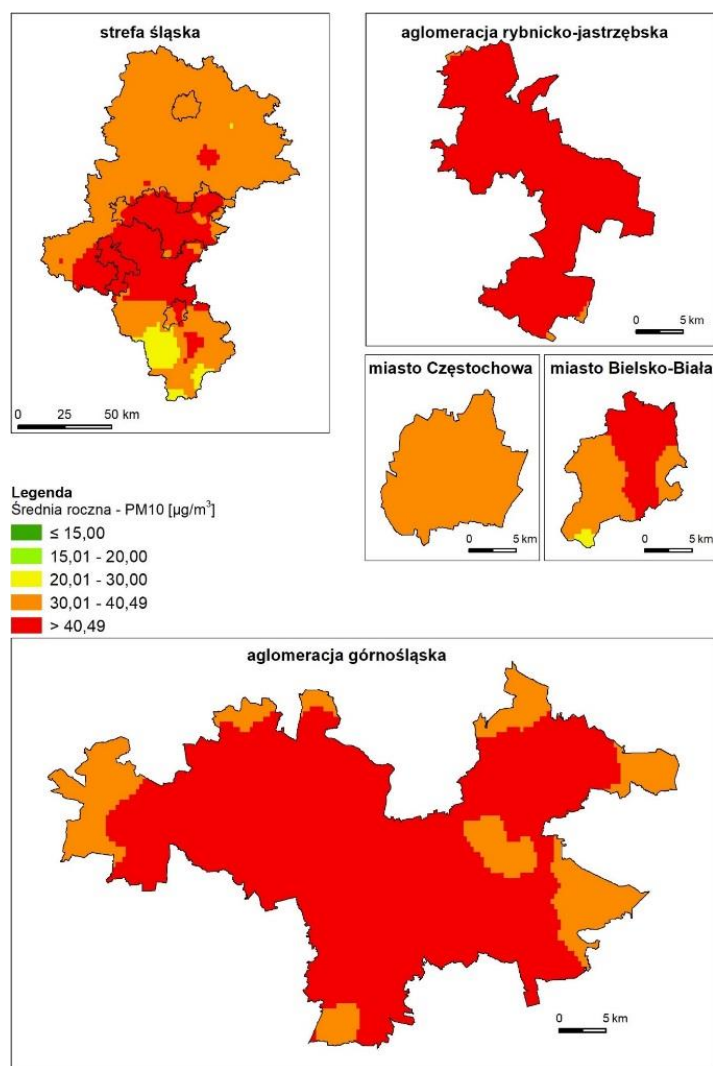 strefa śląska
0 25 50 km
aglomeracja rybnicko-jastrzębska
0 5 km
miasto Częstochowa
0 5 km
miasto Bielsko-Biała
0 5 km
Legenda
Średnia roczna - PM10 [µg/m³]
≤ 15,00
15,01 - 20,00
20,01 - 30,00
30,01 - 40,49
> 40,49
aglomeracja górnośląska
0 5 km